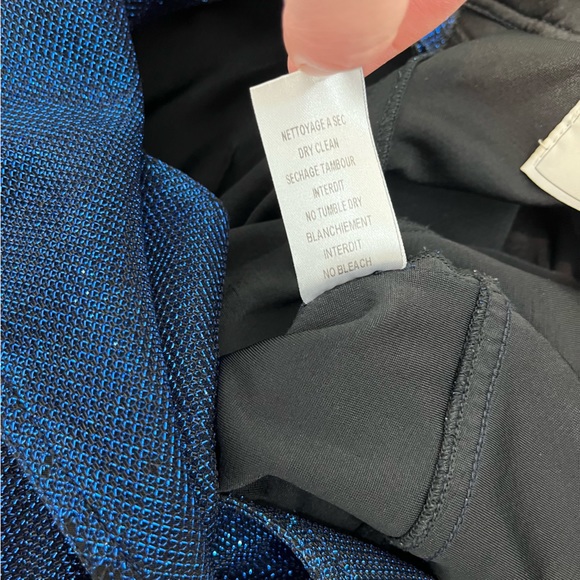 NETTOYAGE A SEC
DRY CLEAN
SECHAGE TAMBOUR
INTERDIT
NO TUMBLE DRY
BLANCHIEMENT
INTERDIT
NO BLEACH